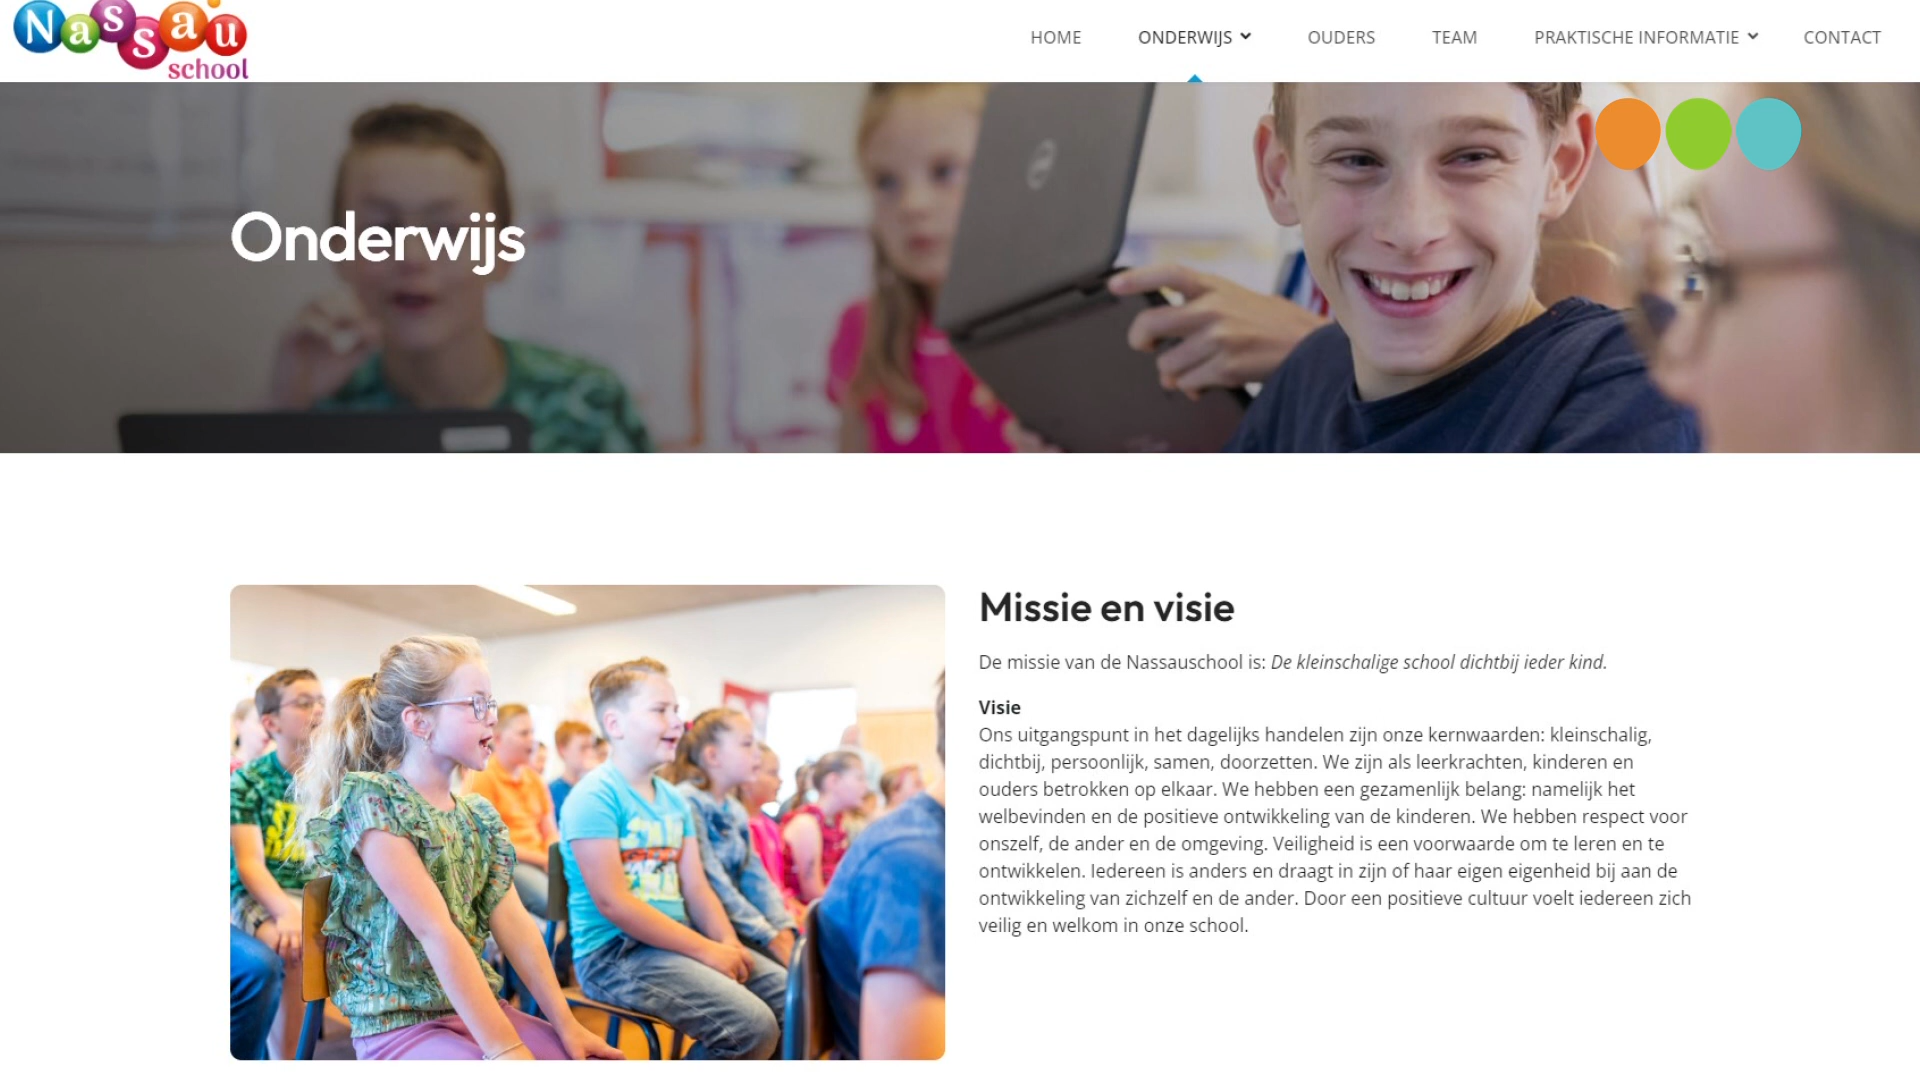 Nassau
school
HOME ONDERWIJS OUDERS TEAM PRAKTISCHE INFORMATIE CONTACT
Onderwijs
Missie en visie
De missie van de Nassauschool is: De kleinschalige school dichtbij ieder kind.
Visie
Ons uitgangspunt in het dagelijks handelen zijn onze kernwaarden: kleinschalig,
dichtbij, persoonlijk, samen, doorzetten. We zijn als leerkrachten, kinderen en
ouders betrokken op elkaar. We hebben een gezamenlijk belang: namelijk het
welbevinden en de positieve ontwikkeling van de kinderen. We hebben respect voor
onszelf, de ander en de omgeving. Veiligheid is een voorwaarde om te leren en te
ontwikkelen. Iedereen is anders en draagt in zijn of haar eigen eigenheid bij aan de
ontwikkeling van zichzelf en de ander. Door een positieve cultuur voelt iedereen zich
veilig en welkom in onze school.